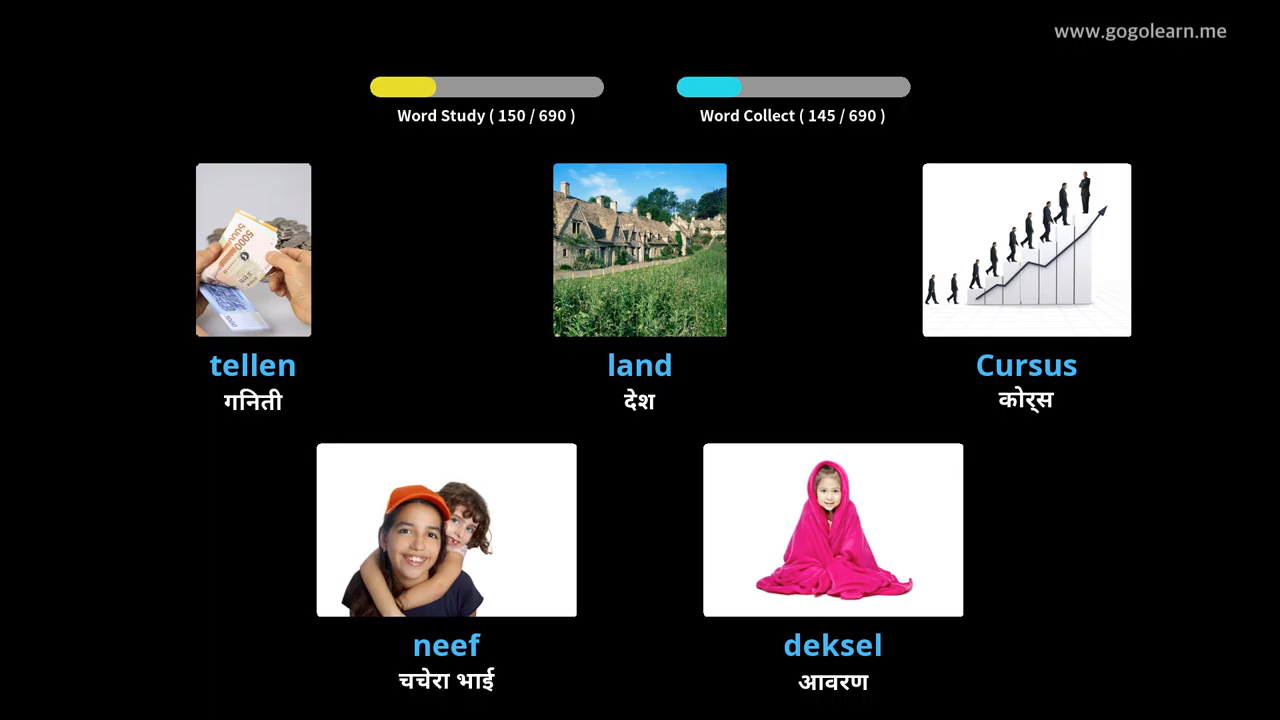 www.gogolearn.me
Word Study ( 150 / 690 )
Word Collect ( 145 / 690 )
tellen
गनिती
land
देश
Cursus
कोर्स
neef
चचेरा भाई
deksel
आवरण